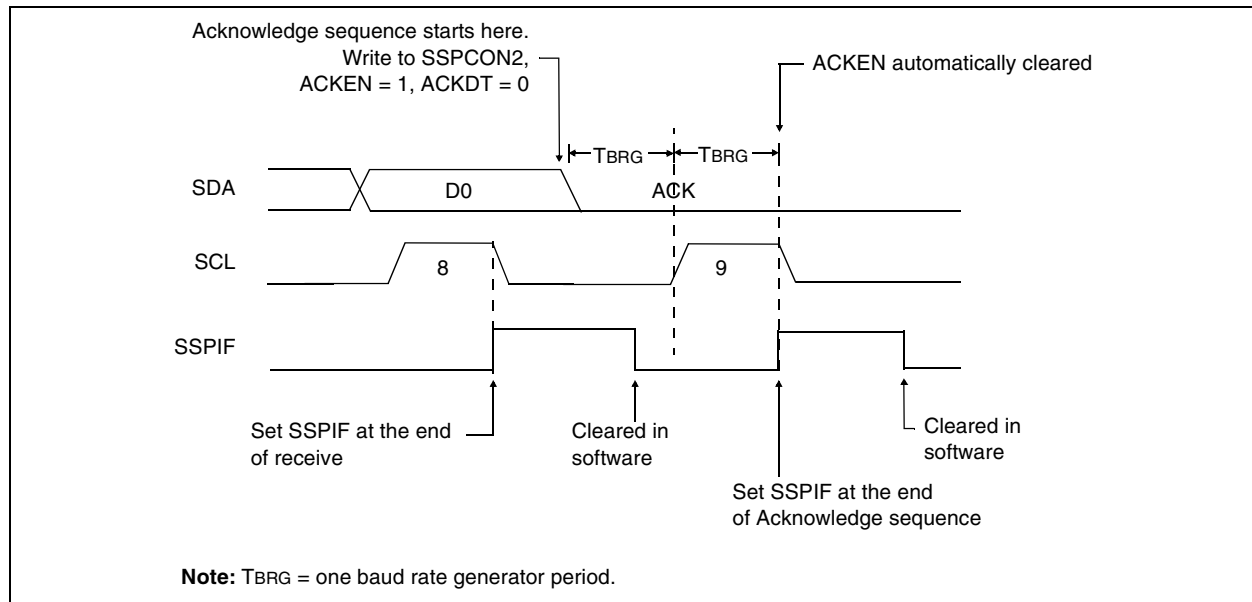 Acknowledge sequence starts here.
Write to SSPCON2,
ACKEN = 1, ACKDT = 0
ACKEN automatically cleared
TBRG
TBRG
SDA
D0
ACK
SCL
8
9
SSPIF
Set SSPIF at the end
of receive
Cleared in
software
Set SSPIF at the end
of Acknowledge sequence
Cleared in
software
Note: TBRG = one baud rate generator period.